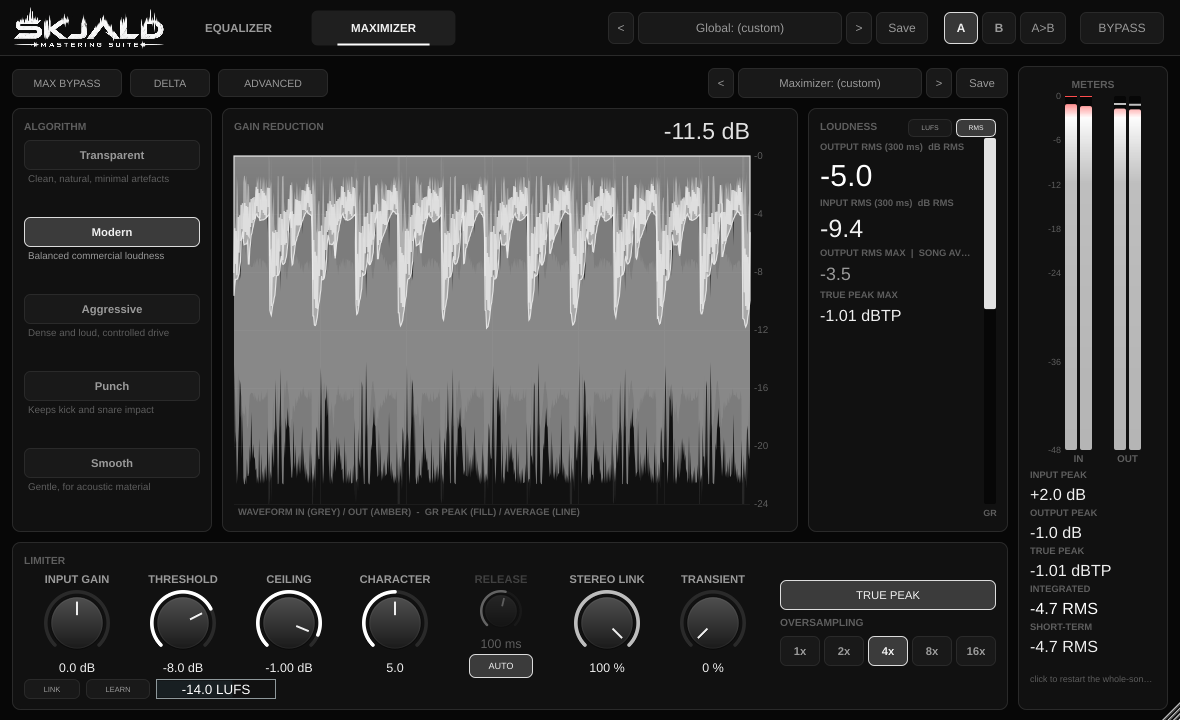 SKJALD
MASTERING SUITE
EQUALIZER
MAXIMIZER
<
Global: (custom)
>
Save
A
B
A>B
BYPASS
MAX BYPASS
DELTA
ADVANCED
<
Maximizer: (custom)
>
Save
ALGORITHM
Transparent
Clean, natural, minimal artefacts
Modern
Balanced commercial loudness
Aggressive
Dense and loud, controlled drive
Punch
Keeps kick and snare impact
Smooth
Gentle, for acoustic material
GAIN REDUCTION
-11.5 dB
-0
-4
-8
-12
-16
-20
-24
WAVEFORM IN (GREY) / OUT (AMBER) - GR PEAK (FILL) / AVERAGE (LINE)
LOUDNESS
LUFS
RMS
OUTPUT RMS (300 ms) dB RMS
-5.0
INPUT RMS (300 ms) dB RMS
-9.4
OUTPUT RMS MAX | SONG AV...
-3.5
TRUE PEAK MAX
-1.01 dBTP
GR
METERS
0
-6
-12
-18
-24
-36
-48
IN
OUT
INPUT PEAK
+2.0 dB
OUTPUT PEAK
-1.0 dB
TRUE PEAK
-1.01 dBTP
INTEGRATED
-4.7 RMS
SHORT-TERM
-4.7 RMS
click to restart the whole-son...
LIMITER
INPUT GAIN
THRESHOLD
CEILING
CHARACTER
RELEASE
STEREO LINK
TRANSIENT
0.0 dB
-8.0 dB
-1.00 dB
5.0
100 ms
AUTO
100 %
0 %
LINK
LEARN
-14.0 LUFS
TRUE PEAK
OVERSAMPLING
1x
2x
4x
8x
16x